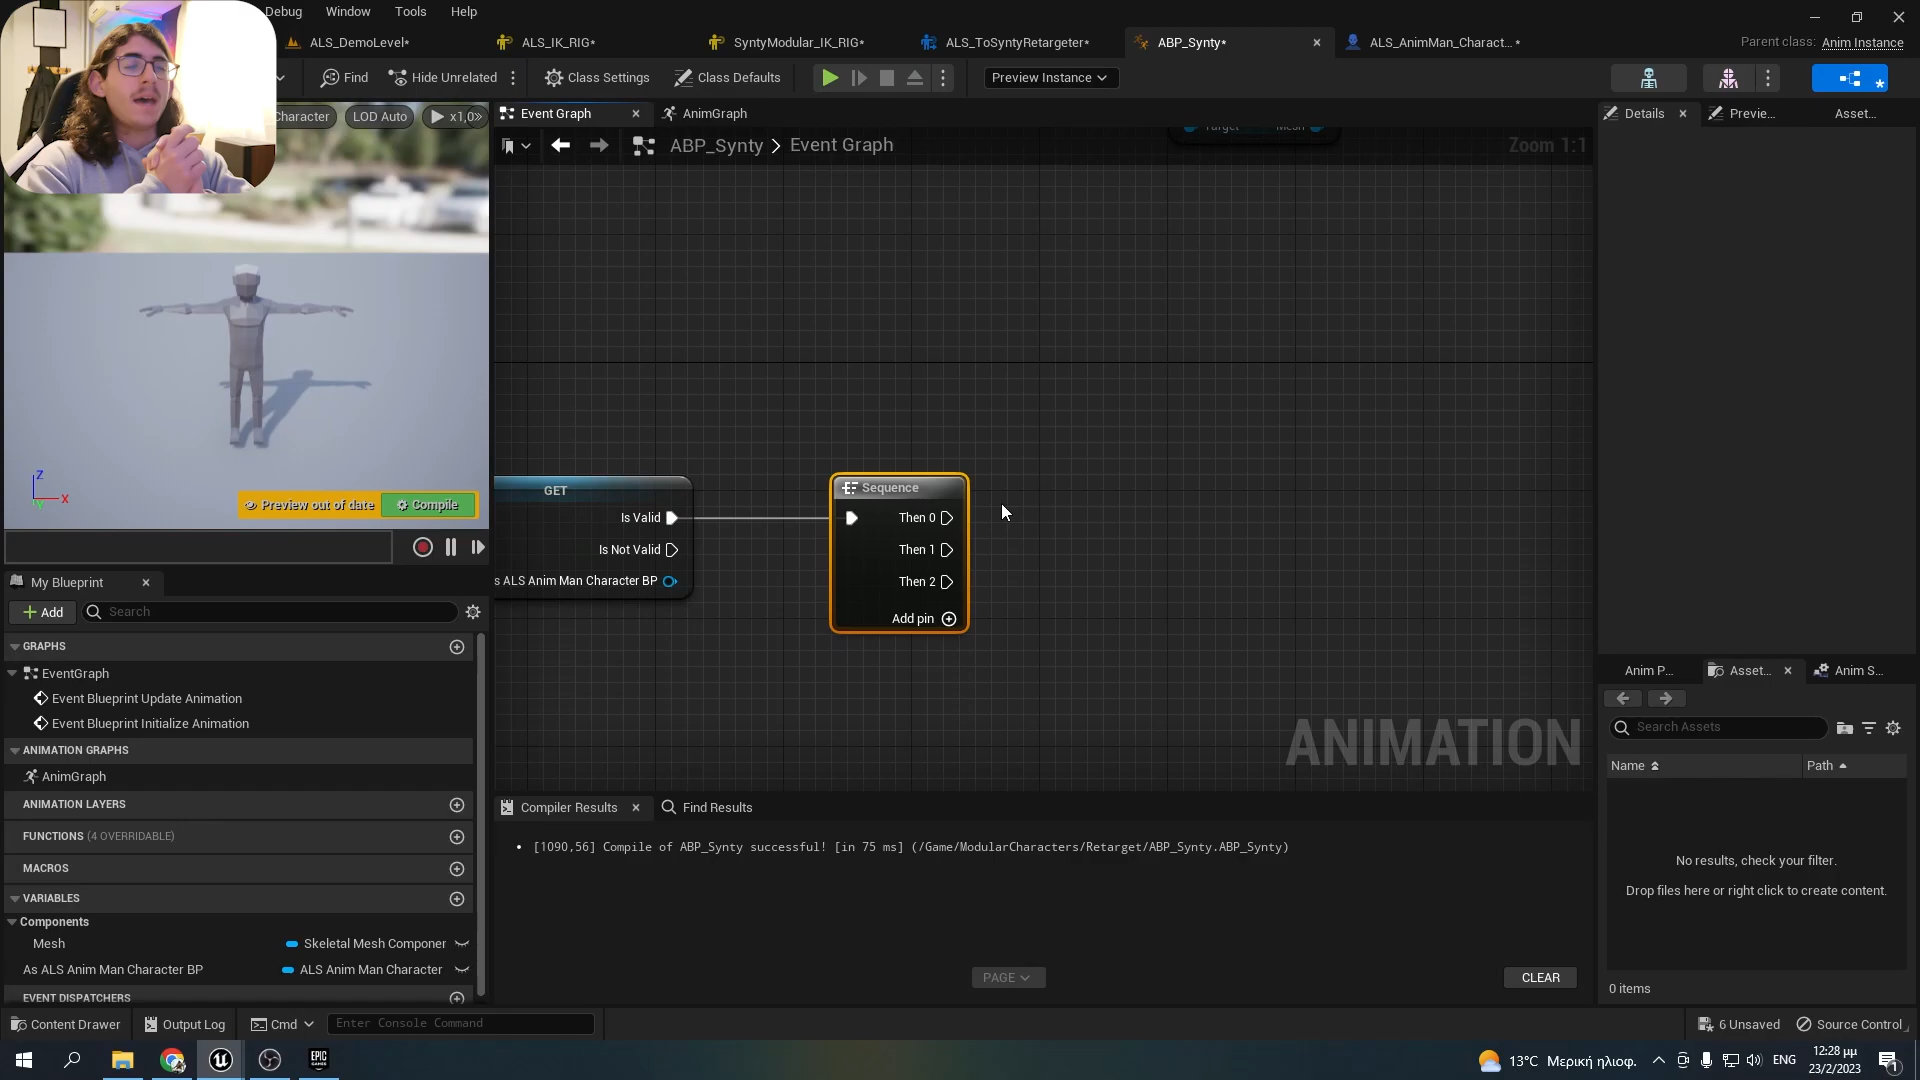 Debug Window Tools Help
ALS_DemoLevel* ALS_IK_RIG* SyntyModular_IK_RIG* ALS_ToSyntyRetargeter* ABP_Synty* ALS_AnimMan_Charact...*
Parent class: Anim Instance
Find Hide Unrelated Class Settings Class Defaults Preview Instance
Character LOD Auto x1,0
Event Graph AnimGraph
Details Previe... Asset...
ABP_Synty > Event Graph
Zoom 1:1
Target Mesh
GET
Is Valid
Is Not Valid
s ALS Anim Man Character BP
Sequence
Then 0
Then 1
Then 2
Add pin
ANIMATION
Z
X
Y
Preview out of date Compile
My Blueprint
Add Search
GRAPHS
EventGraph
Event Blueprint Update Animation
Event Blueprint Initialize Animation
ANIMATION GRAPHS
AnimGraph
ANIMATION LAYERS
FUNCTIONS (4 OVERRIDABLE)
MACROS
VARIABLES
Components
Mesh Skeletal Mesh Componer
As ALS Anim Man Character BP ALS Anim Man Character
EVENT DISPATCHERS
Compiler Results Find Results
[1090,56] Compile of ABP_Synty successful! [in 75 ms] (/Game/ModularCharacters/Retarget/ABP_Synty.ABP_Synty)
PAGE CLEAR
Anim P... Asset... Anim S...
Search Assets
Name Path
No results, check your filter.
Drop files here or right click to create content.
0 items
Content Drawer Output Log Cmd Enter Console Command
6 Unsaved Source Control
EPIC GAMES
13°C Μερική ηλιοφ. ENG 12:28 μμ
23/2/2023
1